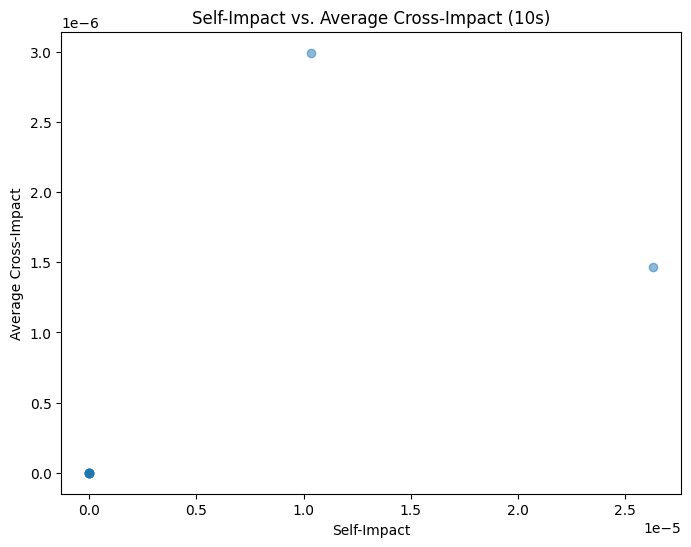 Self-Impact vs. Average Cross-Impact (10s)
1e−6
3.0
2.5
2.0
1.5
1.0
0.5
0.0
Average Cross-Impact
0.0 0.5 1.0 1.5 2.0 2.5
1e−5
Self-Impact